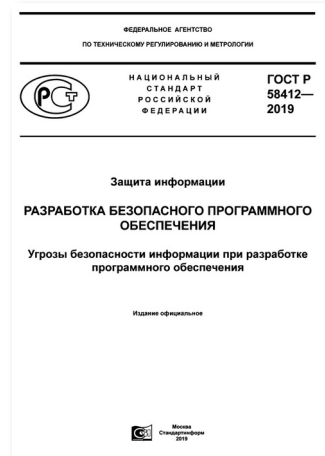 ФЕДЕРАЛЬНОЕ АГЕНТСТВО
ПО ТЕХНИЧЕСКОМУ РЕГУЛИРОВАНИЮ И МЕТРОЛОГИИ
НАЦИОНАЛЬНЫЙ
СТАНДАРТ
РОССИЙСКОЙ
ФЕДЕРАЦИИ
ГОСТ Р
58412—
2019
Защита информации
РАЗРАБОТКА БЕЗОПАСНОГО ПРОГРАММНОГО
ОБЕСПЕЧЕНИЯ
Угрозы безопасности информации при разработке
программного обеспечения
Издание официальное
Москва
Стандартинформ
2019